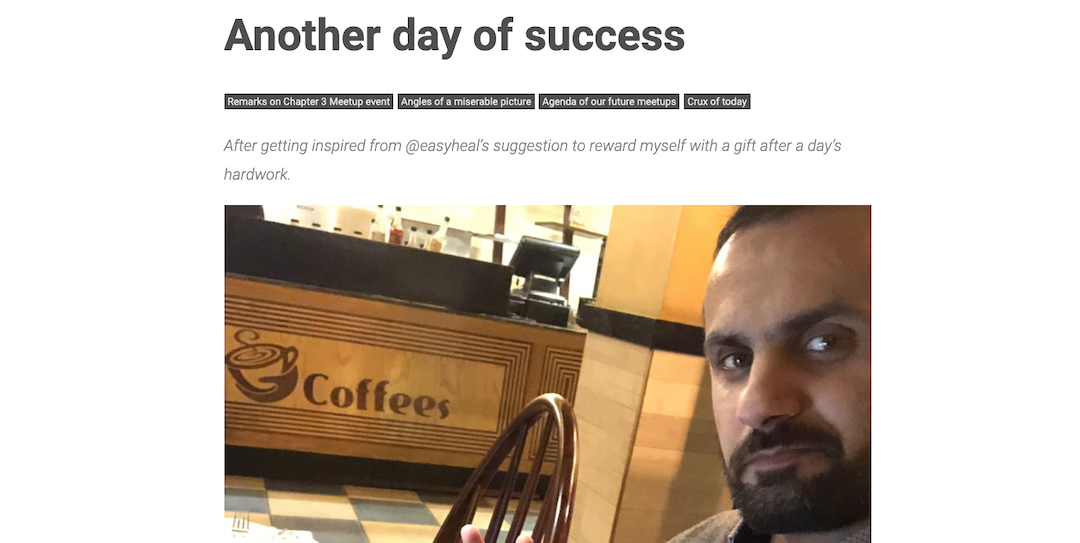 Another day of success
Remarks on Chapter 3 Meetup event Angles of a miserable picture Agenda of our future meetups Crux of today
After getting inspired from @easyheal’s suggestion to reward myself with a gift after a day’s
hardwork.
Coffees